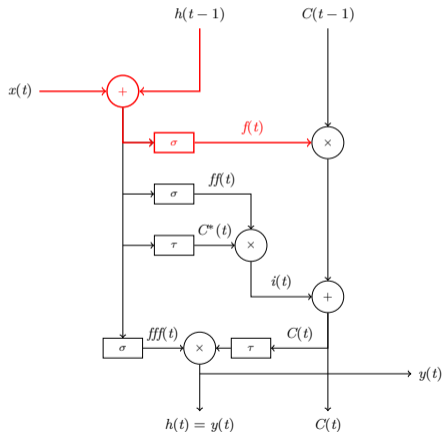 h(t−1) C(t−1)
x(t) +
σ f(t) ×
σ ff(t)
τ C*(t) ×
i(t) +
σ fff(t) × τ C(t)
y(t)
h(t) = y(t) C(t)